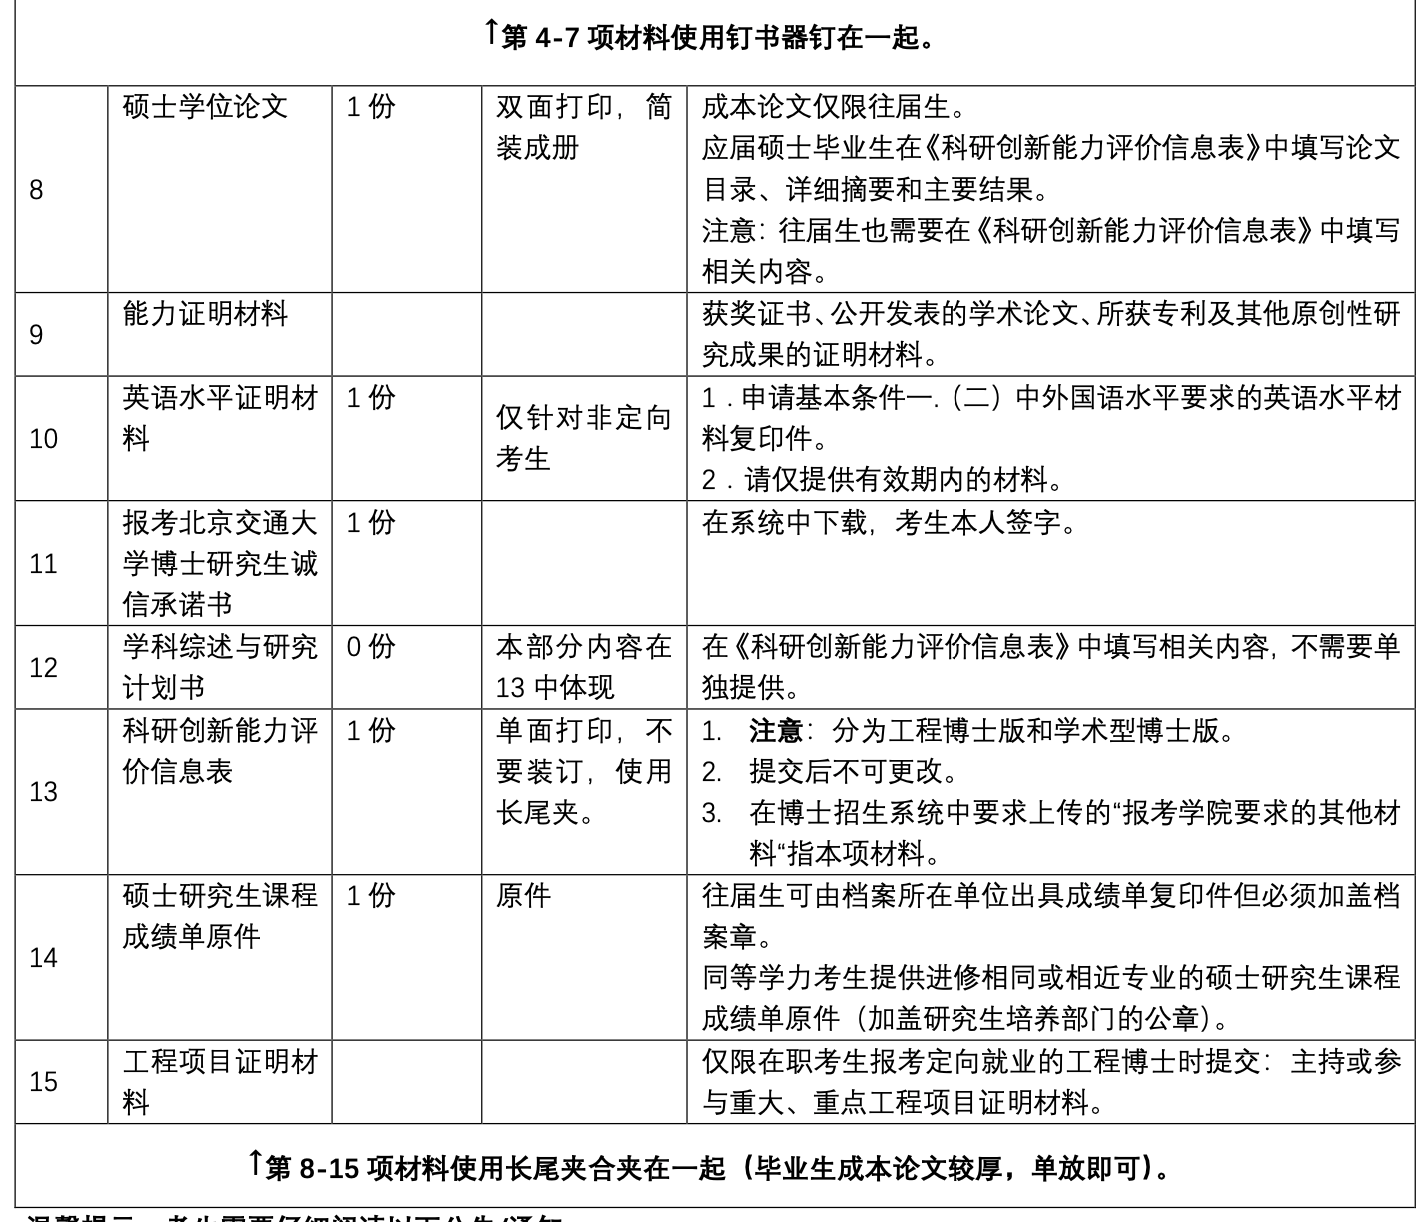 ↑第 4-7 项材料使用钉书器钉在一起。
8
硕士学位论文
1 份
双面打印，简
装成册
成本论文仅限往届生。
应届硕士毕业生在《科研创新能力评价信息表》中填写论文
目录、详细摘要和主要结果。
注意：往届生也需要在《科研创新能力评价信息表》中填写
相关内容。
9
能力证明材料
获奖证书、公开发表的学术论文、所获专利及其他原创性研
究成果的证明材料。
10
英语水平证明材
料
1 份
仅针对非定向
考生
1．申请基本条件一.（二）中外国语水平要求的英语水平材
料复印件。
2．请仅提供有效期内的材料。
11
报考北京交通大
学博士研究生诚
信承诺书
1 份
在系统中下载，考生本人签字。
12
学科综述与研究
计划书
0 份
本部分内容在
13 中体现
在《科研创新能力评价信息表》中填写相关内容，不需要单
独提供。
13
科研创新能力评
价信息表
1 份
单面打印，不
要装订，使用
长尾夹。
1. 注意：分为工程博士版和学术型博士版。
2. 提交后不可更改。
3. 在博士招生系统中要求上传的“报考学院要求的其他材
料“指本项材料。
14
硕士研究生课程
成绩单原件
1 份
原件
往届生可由档案所在单位出具成绩单复印件但必须加盖档
案章。
同等学力考生提供进修相同或相近专业的硕士研究生课程
成绩单原件（加盖研究生培养部门的公章）。
15
工程项目证明材
料
仅限在职考生报考定向就业的工程博士时提交：主持或参
与重大、重点工程项目证明材料。
↑第 8-15 项材料使用长尾夹合夹在一起（毕业生成本论文较厚，单放即可）。